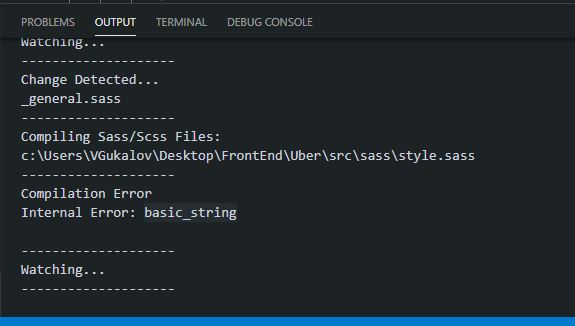 PROBLEMS OUTPUT TERMINAL DEBUG CONSOLE
Watching...
--------------------
Change Detected...
_general.sass
--------------------
Compiling Sass/Scss Files:
c:\Users\VGukalov\Desktop\FrontEnd\Uber\src\sass\style.sass
--------------------
Compilation Error
Internal Error: basic_string
--------------------
Watching...
--------------------